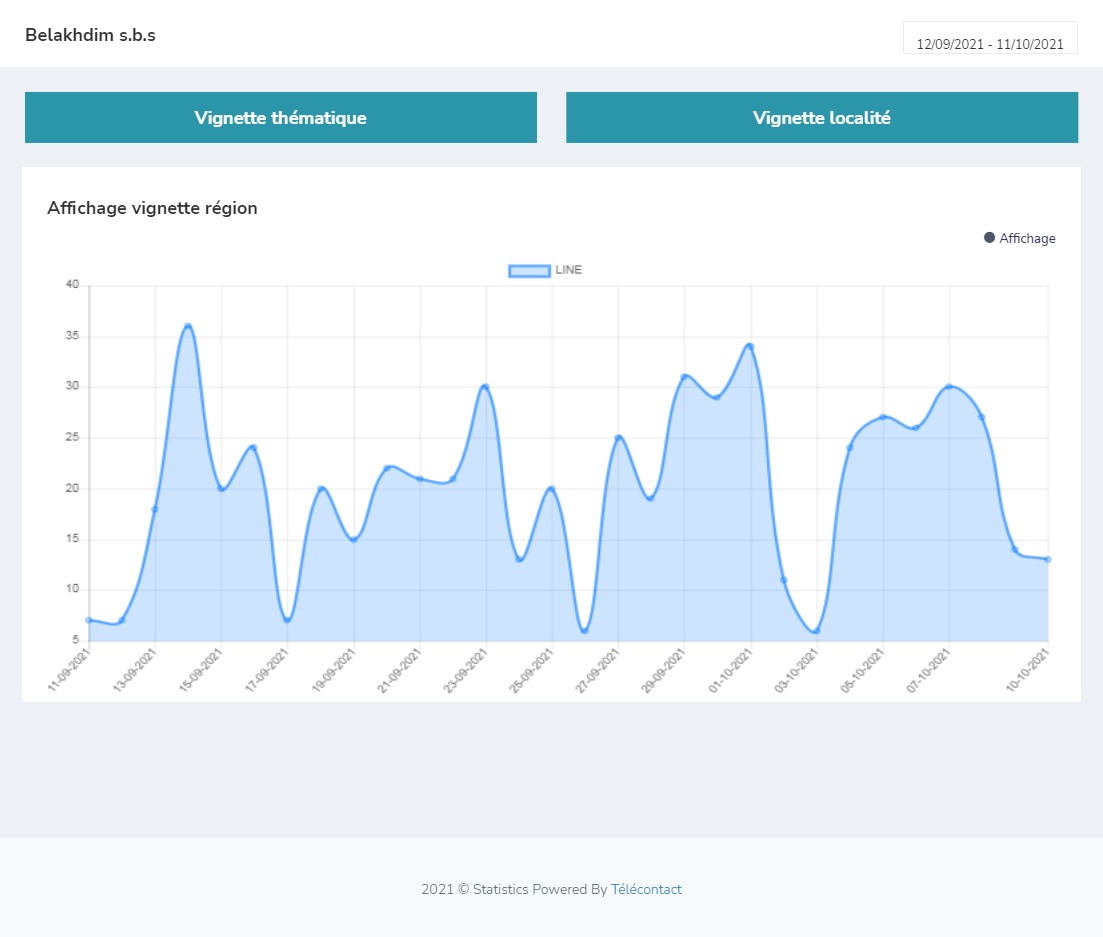 Belakhdim s.b.s
12/09/2021 - 11/10/2021
Vignette thématique
Vignette localité
Affichage vignette région
Affichage
LINE
40
35
30
25
20
15
10
5
11-09-2021
13-09-2021
15-09-2021
17-09-2021
19-09-2021
21-09-2021
23-09-2021
25-09-2021
27-09-2021
29-09-2021
01-10-2021
03-10-2021
05-10-2021
07-10-2021
10-10-2021
2021 © Statistics Powered By Télécontact